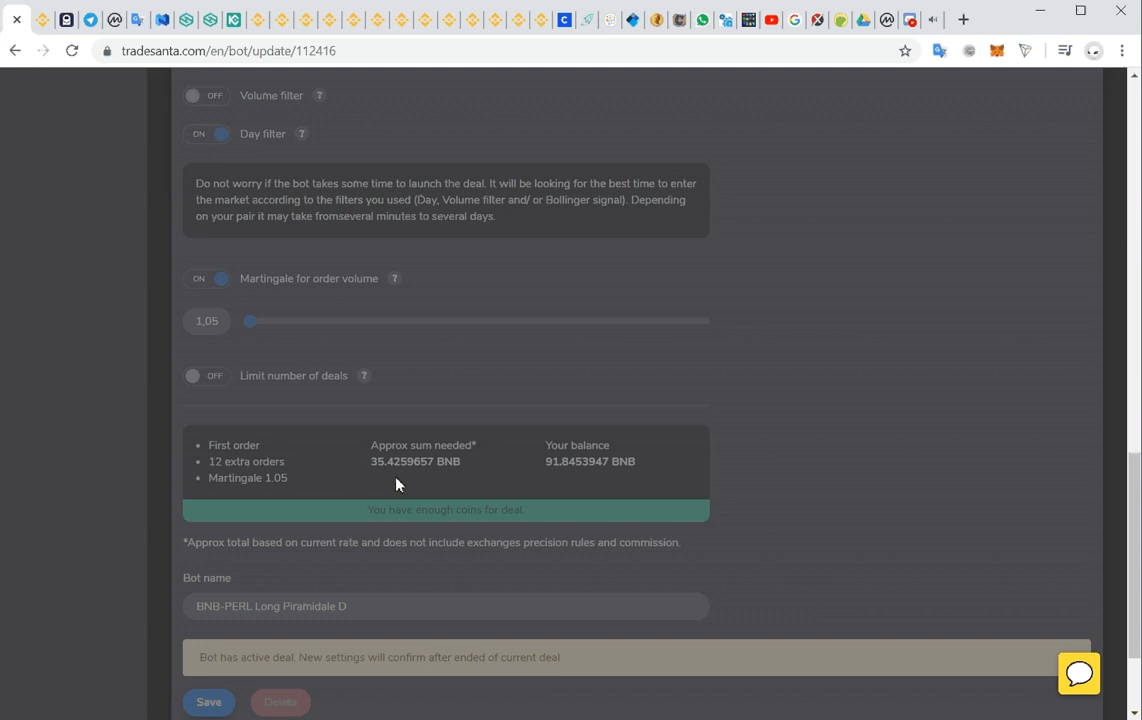 tradesanta.com/en/bot/update/112416
OFF Volume filter ?
ON Day filter ?
Do not worry if the bot takes some time to launch the deal. It will be looking for the best time to enter
the market according to the filters you used (Day, Volume filter and/ or Bollinger signal). Depending
on your pair it may take fromseveral minutes to several days.
ON Martingale for order volume ?
1,05
OFF Limit number of deals ?
• First order Approx sum needed* Your balance
• 12 extra orders 35.4259657 BNB 91,8453947 BNB
• Martingale 1.05
You have enough coins for deal.
*Approx total based on current rate and does not include exchanges precision rules and commission.
Bot name
BNB-PERL Long Piramidale D
Bot has active deal. New settings will confirm after ended of current deal
Save Delete